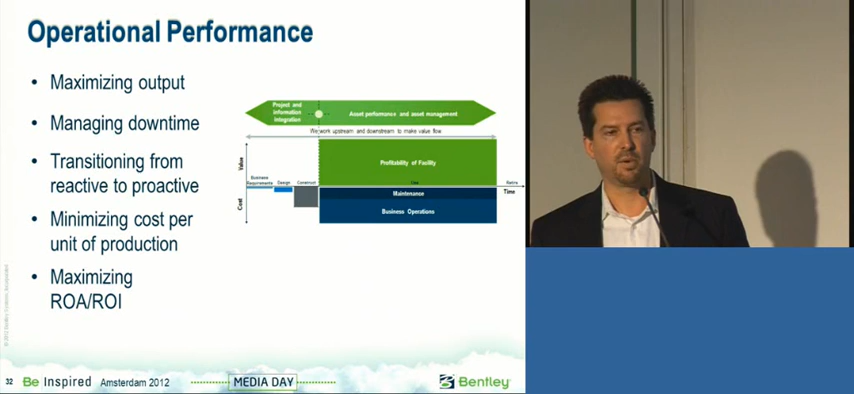 Operational Performance
• Maximizing output
• Managing downtime
• Transitioning from
reactive to proactive
• Minimizing cost per
unit of production
• Maximizing
ROA/ROI
Project and
information
integration
Asset performance and asset management
We work upstream and downstream to make value flow.
Value
Profitability of Facility
Business
Requirements
Design
Construct
Retire
Time
Cost
Maintenance
Business Operations
32
Be Inspired Amsterdam 2012
MEDIA DAY
Bentley